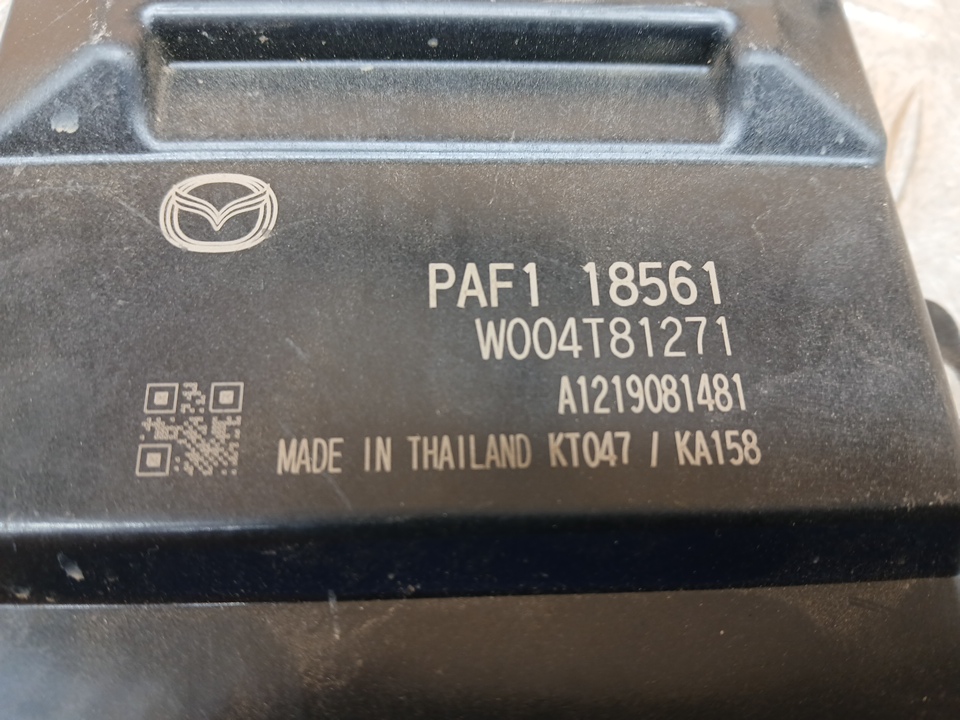 PAF1 18561
W004T81271
A1219081481
MADE IN THAILAND KT047 / KA158